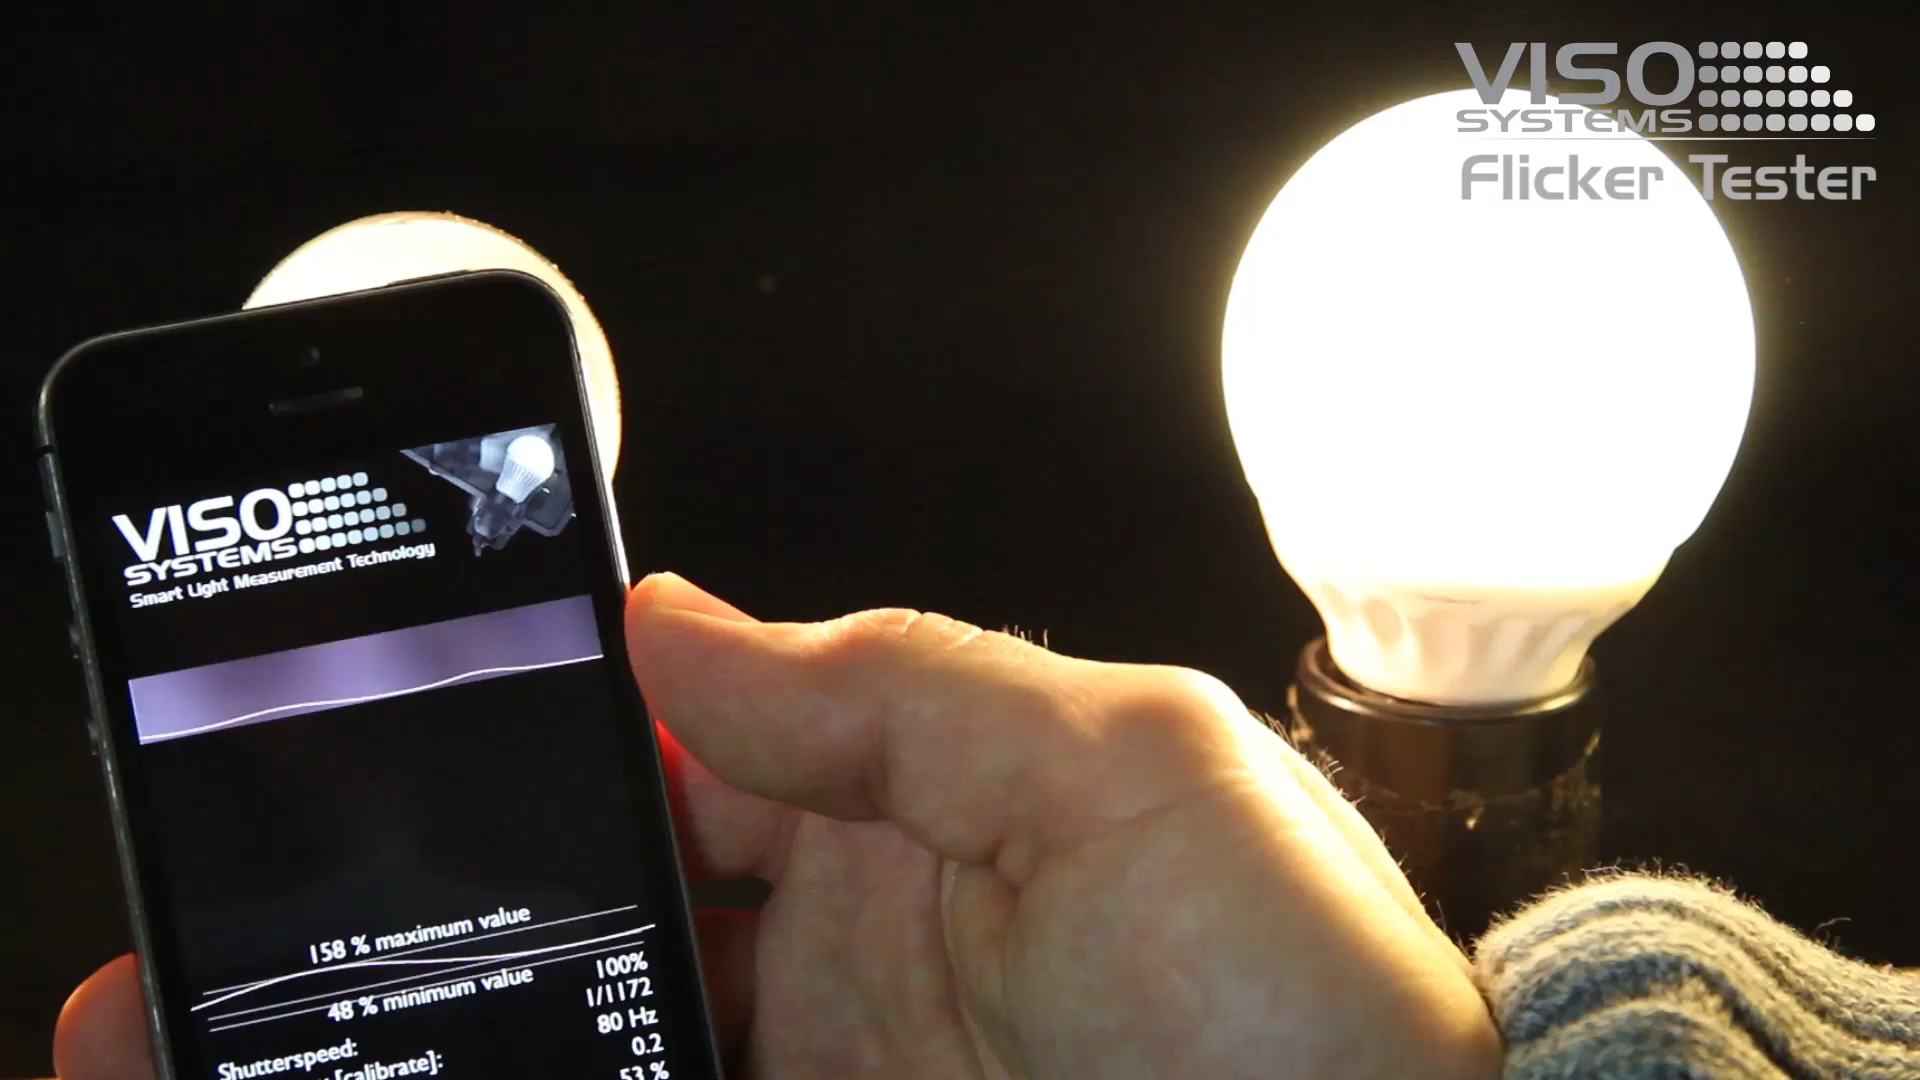 VISO
SYSTEMS
Flicker Tester
VISO
SYSTEMS
Smart Light Measurement Technology
158 % maximum value
48 % minimum value
100%
1/1172
Shutterspeed:
80 Hz
[calibrate]:
0.2
53 %